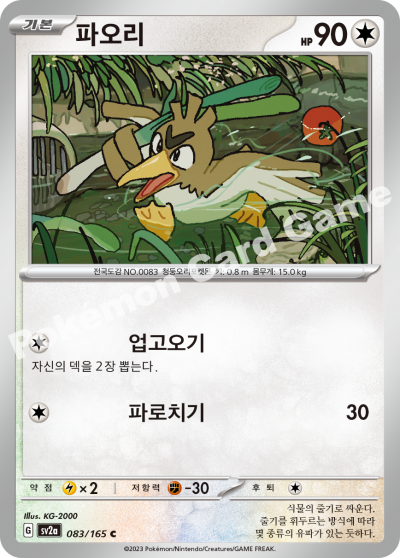 기본 파오리 HP 90
전국도감 NO.0083 청둥오리포켓몬 키: 0.8 m 몸무게: 15.0 kg
업고오기
자신의 덱을 2장 뽑는다.
파로치기 30
약점 ×2 저항력 -30 후퇴
Illus. KG-2000
식물의 줄기로 싸운다.
줄기를 휘두르는 방식에 따라
몇 종류의 유파가 있는 듯하다.
G sv2a 083/165 C
©2023 Pokémon/Nintendo/Creatures/GAME FREAK.
Pokémon Card Game